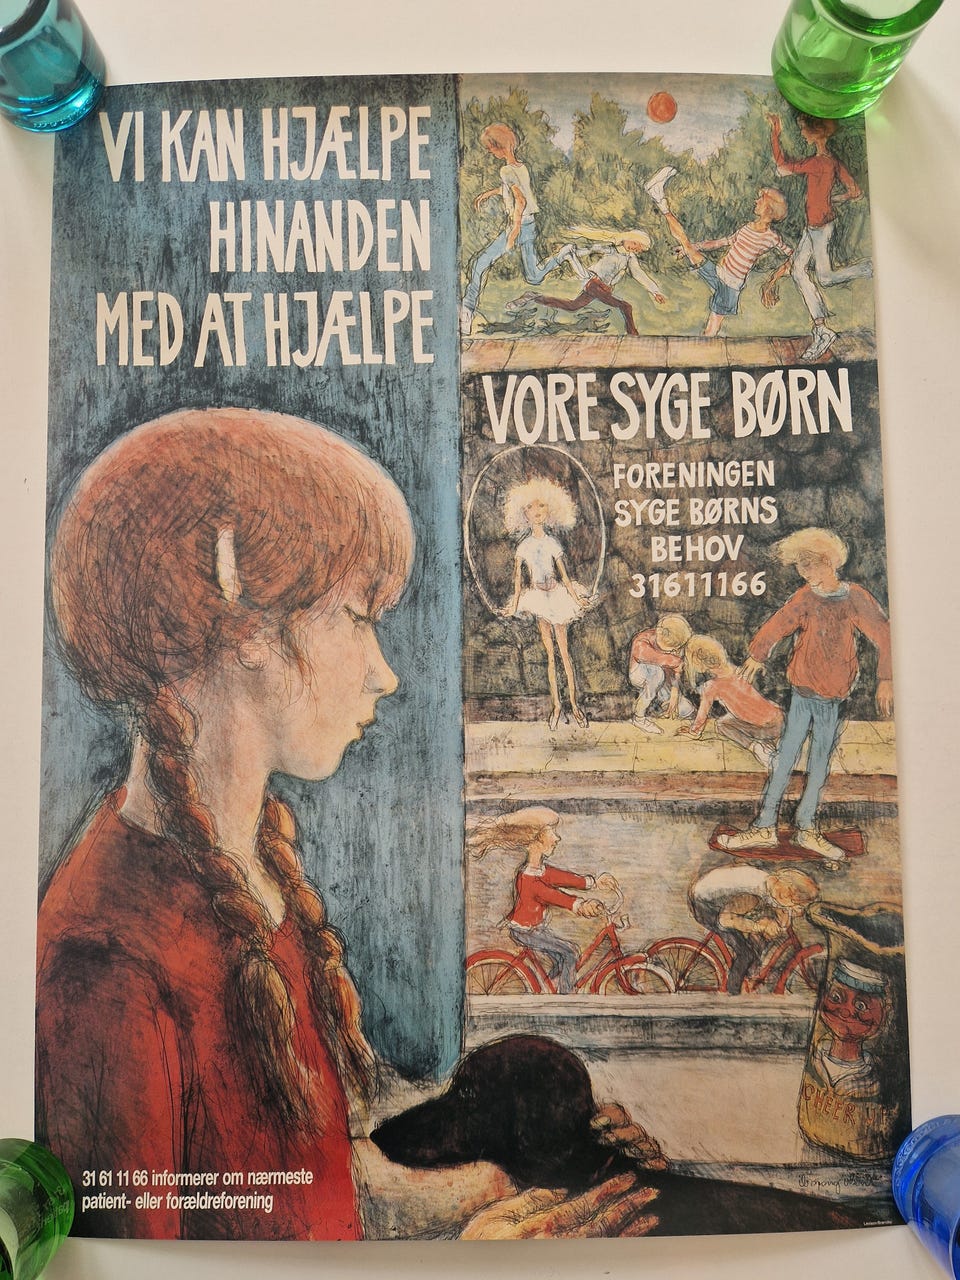 VI KAN HJÆLPE
HINANDEN
MED AT HJÆLPE
VORE SYGE BØRN
FORENINGEN
SYGE BØRNS
BEHOV
31611166
CHEER UP
31 61 11 66 informerer om nærmeste
patient- eller forældreforening